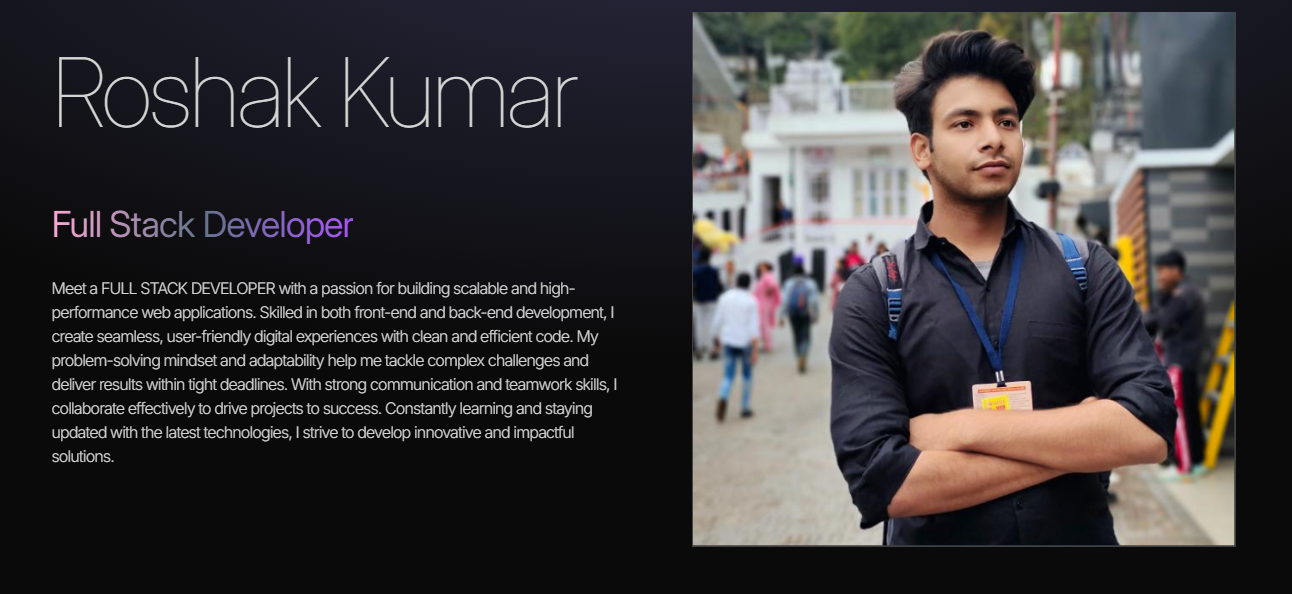 Roshak Kumar
Full Stack Developer
Meet a FULL STACK DEVELOPER with a passion for building scalable and high-
performance web applications. Skilled in both front-end and back-end development, I
create seamless, user-friendly digital experiences with clean and efficient code. My
problem-solving mindset and adaptability help me tackle complex challenges and
deliver results within tight deadlines. With strong communication and teamwork skills, I
collaborate effectively to drive projects to success. Constantly learning and staying
updated with the latest technologies, I strive to develop innovative and impactful
solutions.